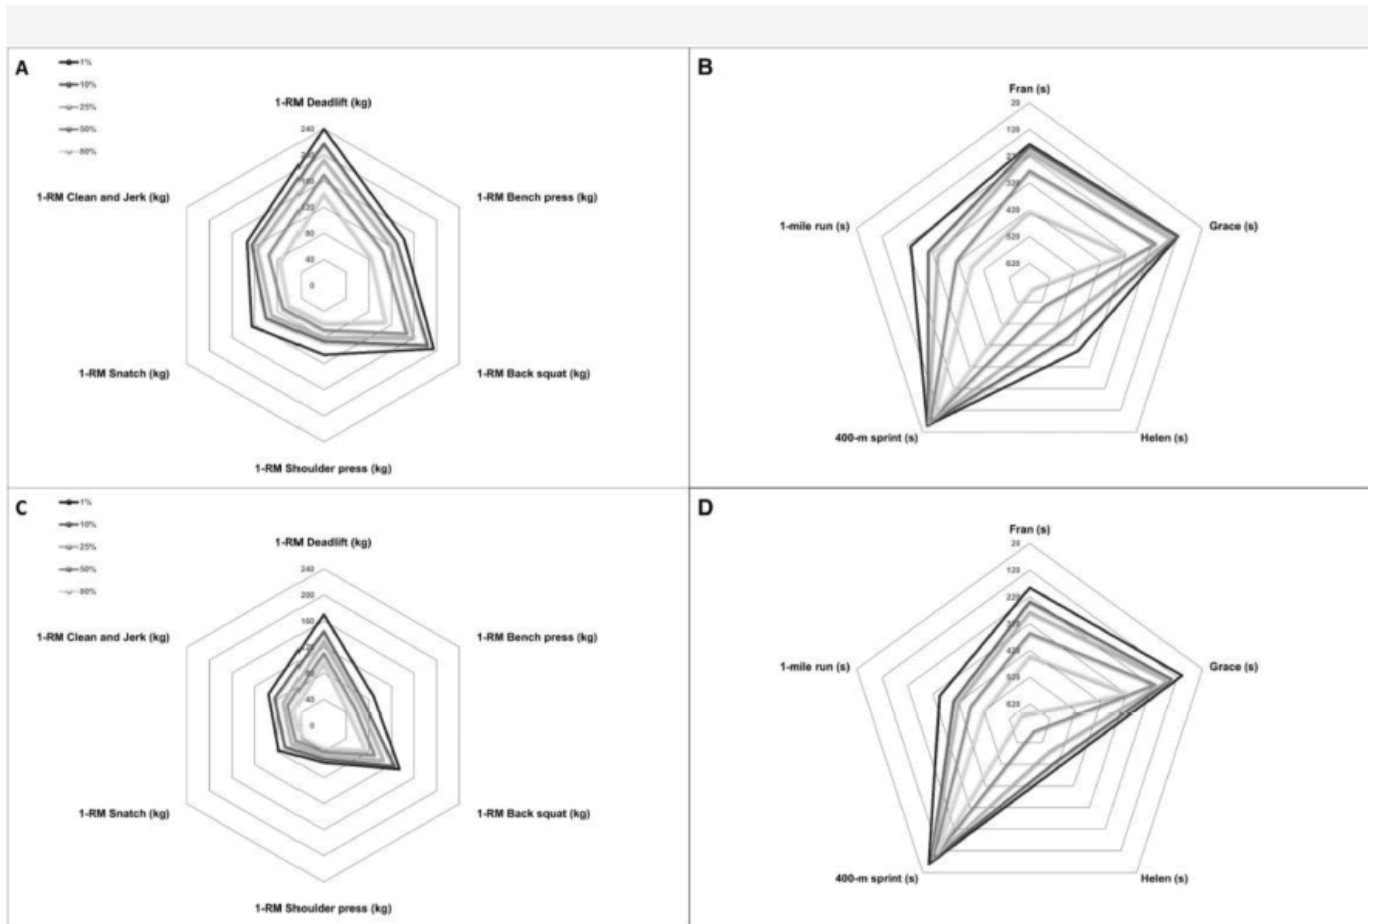 A
1%
10%
25%
50%
80%
1-RM Deadlift (kg)
240
160
120
80
40
0
1-RM Clean and Jerk (kg)
1-RM Bench press (kg)
1-RM Snatch (kg)
1-RM Back squat (kg)
1-RM Shoulder press (kg)
B
Fran (s)
20
120
320
420
520
620
1-mile run (s)
Grace (s)
400-m sprint (s)
Helen (s)
C
1%
10%
25%
50%
80%
1-RM Deadlift (kg)
240
200
160
120
80
40
0
1-RM Clean and Jerk (kg)
1-RM Bench press (kg)
1-RM Snatch (kg)
1-RM Back squat (kg)
1-RM Shoulder press (kg)
D
Fran (s)
20
120
220
420
520
620
1-mile run (s)
Grace (s)
400-m sprint (s)
Helen (s)